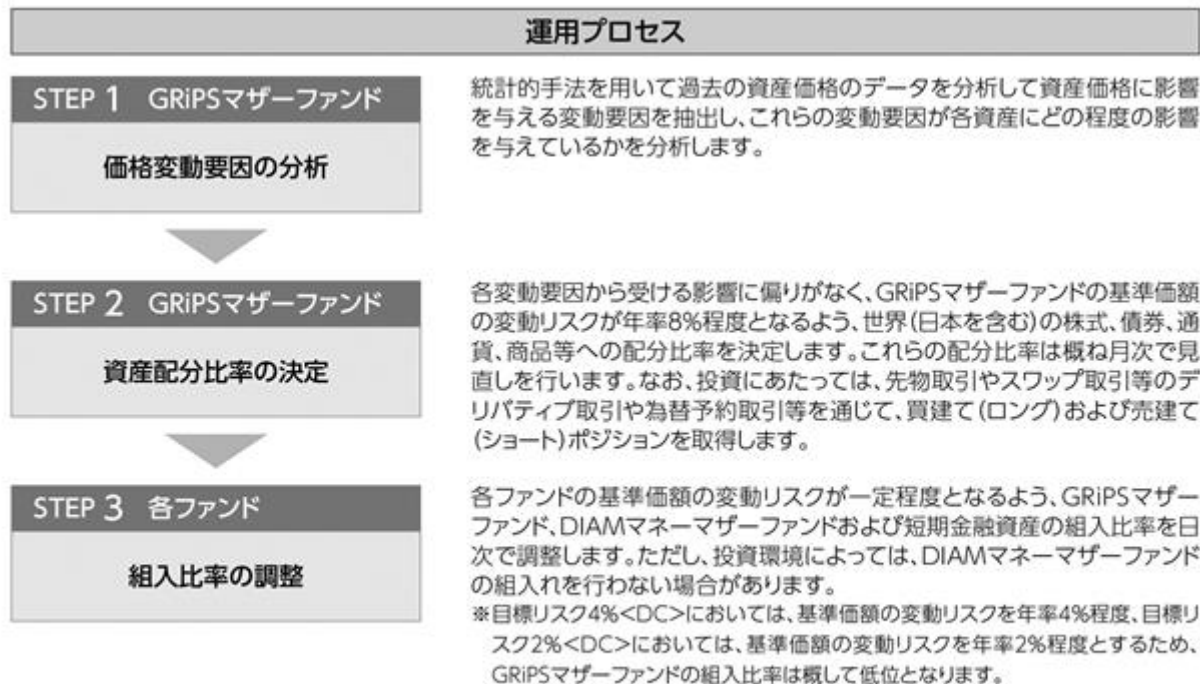 運用プロセス
STEP 1 GRiPSマザーファンド
価格変動要因の分析
統計的手法を用いて過去の資産価格のデータを分析して資産価格に影響
を与える変動要因を抽出し、これらの変動要因が各資産にどの程度の影響
を与えているかを分析します。
STEP 2 GRiPSマザーファンド
資産配分比率の決定
各変動要因から受ける影響に偏りがなく、GRiPSマザーファンドの基準価額
の変動リスクが年率8%程度となるよう、世界(日本を含む)の株式、債券、通
貨、商品等への配分比率を決定します。これらの配分比率は概ね月次で見
直しを行います。なお、投資にあたっては、先物取引やスワップ取引等のデ
リバティブ取引や為替予約取引等を通じて、買建て(ロング)および売建て
(ショート)ポジションを取得します。
STEP 3 各ファンド
組入比率の調整
各ファンドの基準価額の変動リスクが一定程度となるよう、GRiPSマザー
ファンド、DIAMマネーマザーファンドおよび短期金融資産の組入比率を日
次で調整します。ただし、投資環境によっては、DIAMマネーマザーファンド
の組入れを行わない場合があります。
※目標リスク4%<DC>においては、基準価額の変動リスクを年率4%程度、目標リ
スク2%<DC>においては、基準価額の変動リスクを年率2%程度とするため、
GRiPSマザーファンドの組入比率は概して低位となります。